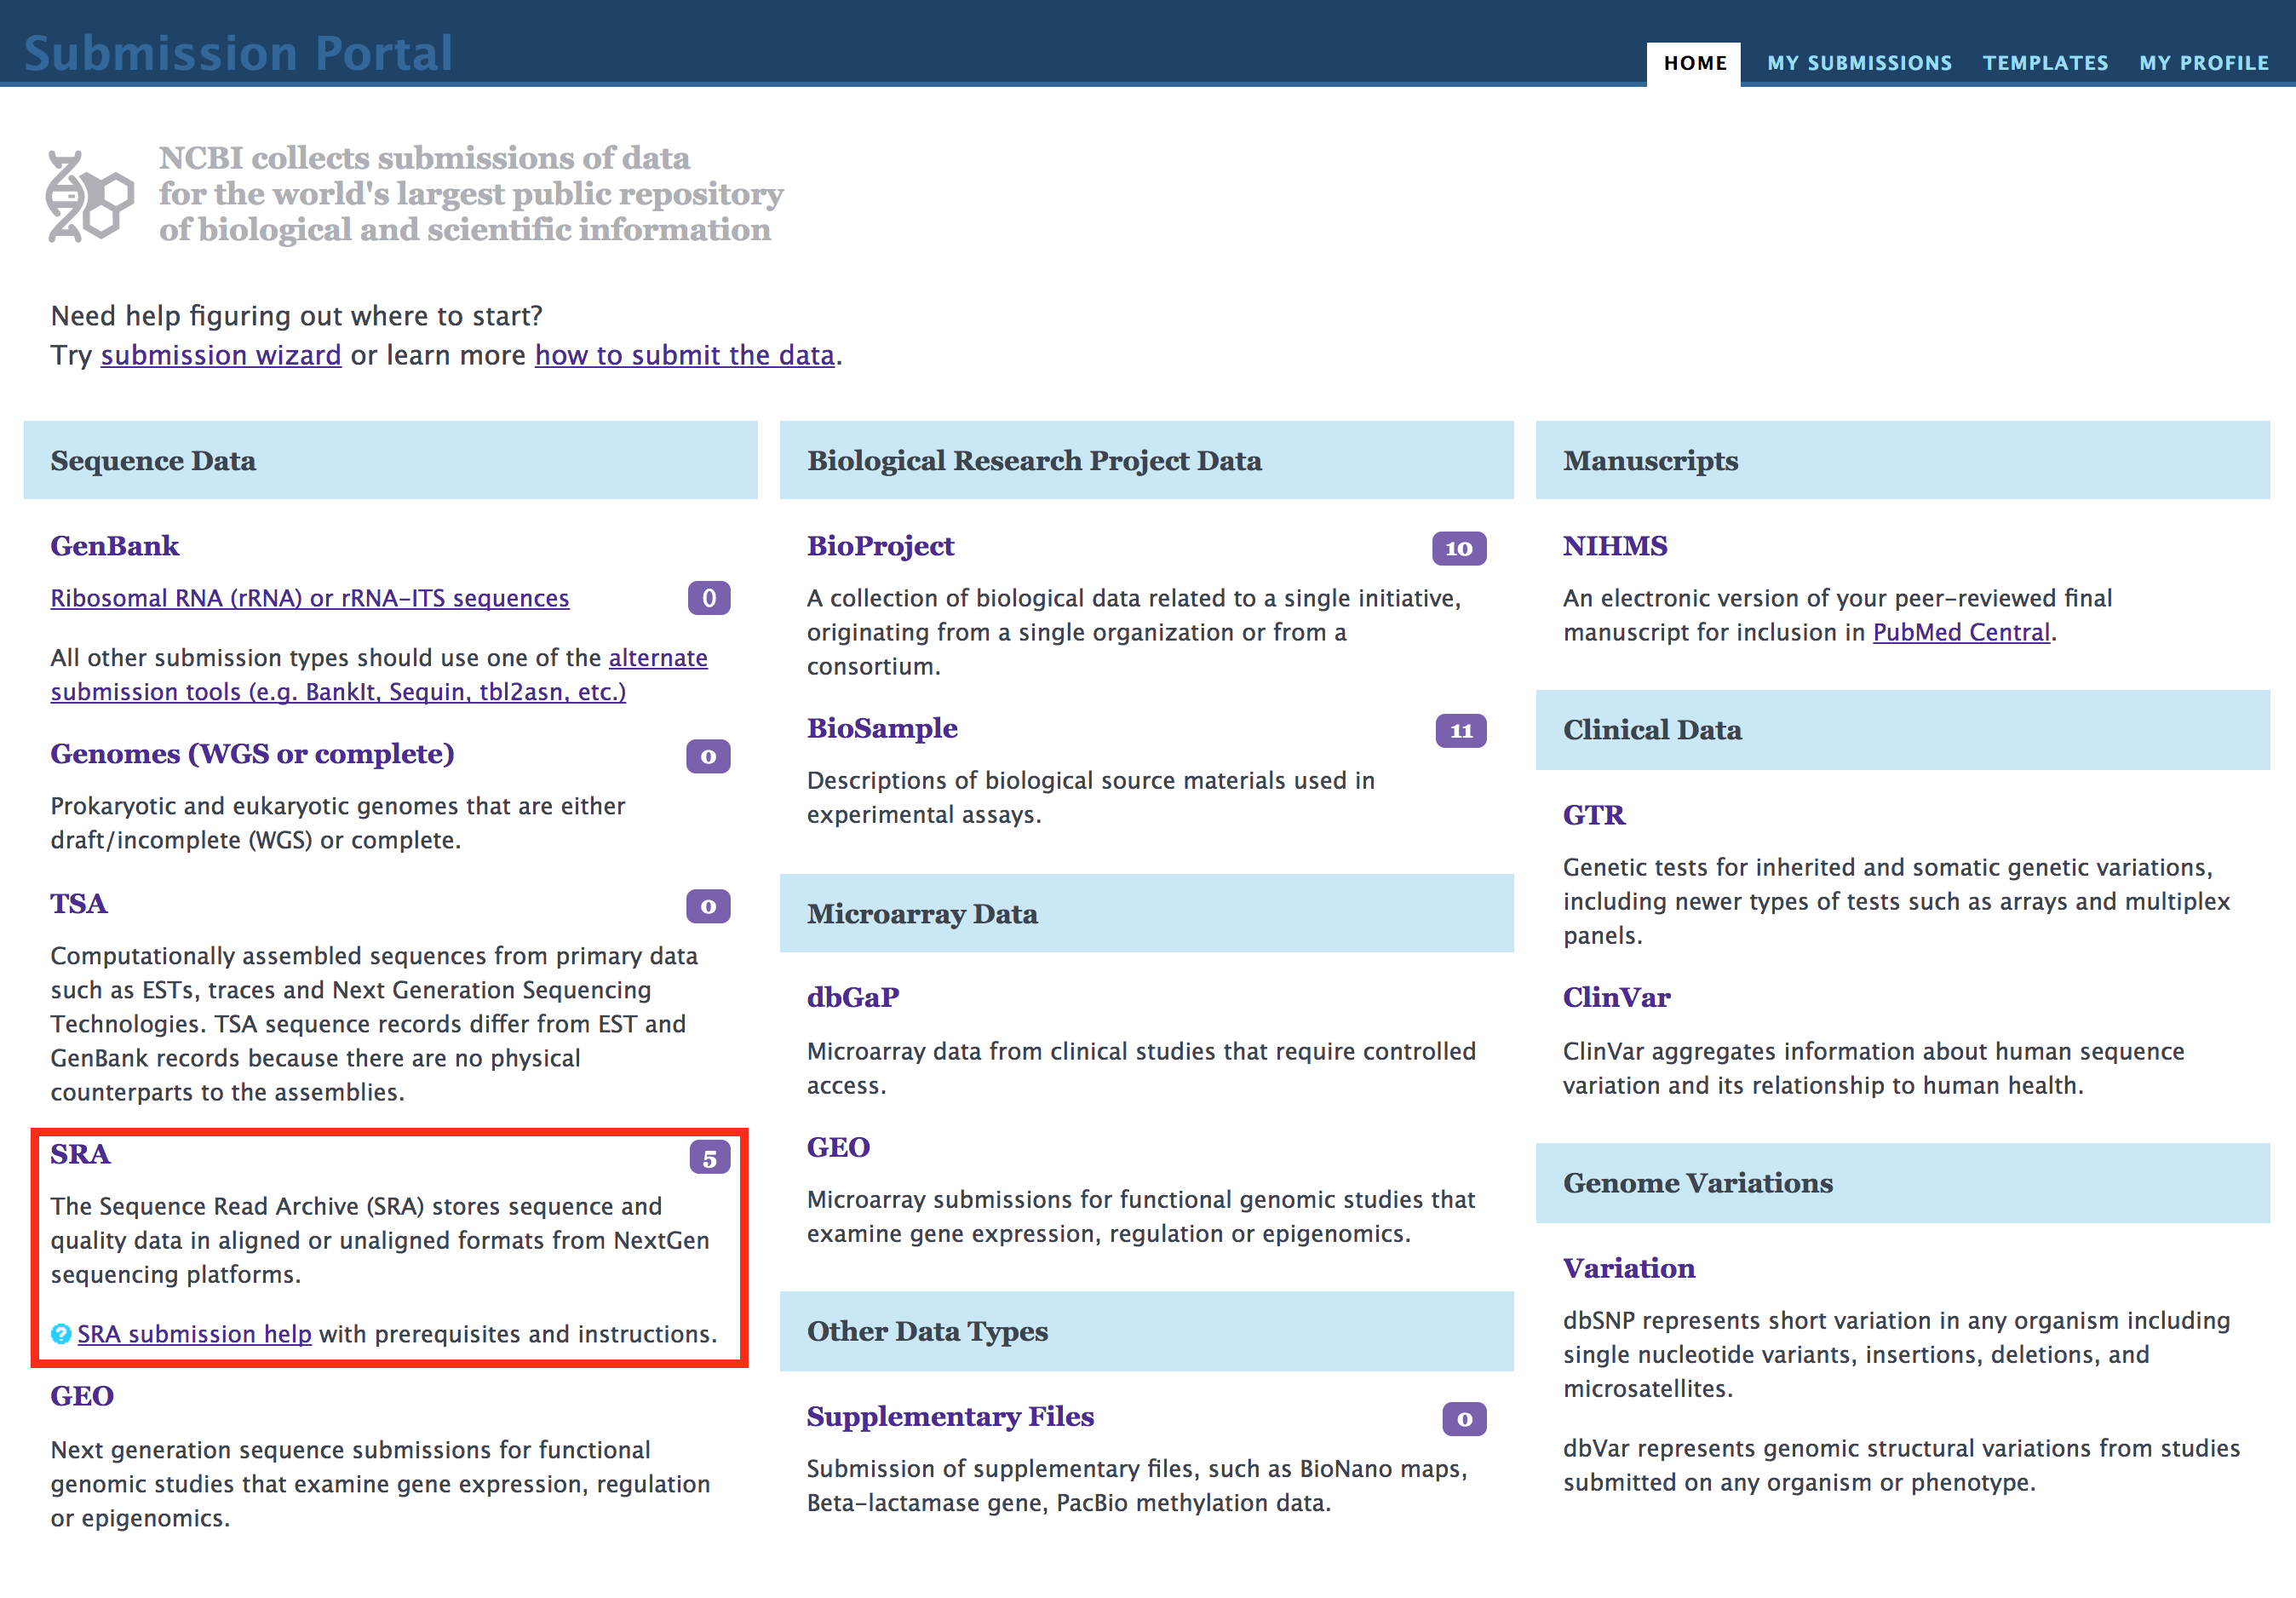 Submission Portal
HOME
MY SUBMISSIONS
TEMPLATES
MY PROFILE
NCBI collects submissions of data
for the world's largest public repository
of biological and scientific information
Need help figuring out where to start?
Try submission wizard or learn more how to submit the data.
Sequence Data
GenBank
Ribosomal RNA (rRNA) or rRNA-ITS sequences
0
All other submission types should use one of the alternate
submission tools (e.g. BankIt, Sequin, tbl2asn, etc.)
Genomes (WGS or complete)
0
Prokaryotic and eukaryotic genomes that are either
draft/incomplete (WGS) or complete.
TSA
0
Computationally assembled sequences from primary data
such as ESTs, traces and Next Generation Sequencing
Technologies. TSA sequence records differ from EST and
GenBank records because there are no physical
counterparts to the assemblies.
SRA
5
The Sequence Read Archive (SRA) stores sequence and
quality data in aligned or unaligned formats from NextGen
sequencing platforms.
? SRA submission help with prerequisites and instructions.
GEO
Next generation sequence submissions for functional
genomic studies that examine gene expression, regulation
or epigenomics.
Biological Research Project Data
BioProject
10
A collection of biological data related to a single initiative,
originating from a single organization or from a
consortium.
BioSample
11
Descriptions of biological source materials used in
experimental assays.
Microarray Data
dbGaP
Microarray data from clinical studies that require controlled
access.
GEO
Microarray submissions for functional genomic studies that
examine gene expression, regulation or epigenomics.
Other Data Types
Supplementary Files
0
Submission of supplementary files, such as BioNano maps,
Beta-lactamase gene, PacBio methylation data.
Manuscripts
NIHMS
An electronic version of your peer-reviewed final
manuscript for inclusion in PubMed Central.
Clinical Data
GTR
Genetic tests for inherited and somatic genetic variations,
including newer types of tests such as arrays and multiplex
panels.
ClinVar
ClinVar aggregates information about human sequence
variation and its relationship to human health.
Genome Variations
Variation
dbSNP represents short variation in any organism including
single nucleotide variants, insertions, deletions, and
microsatellites.
dbVar represents genomic structural variations from studies
submitted on any organism or phenotype.